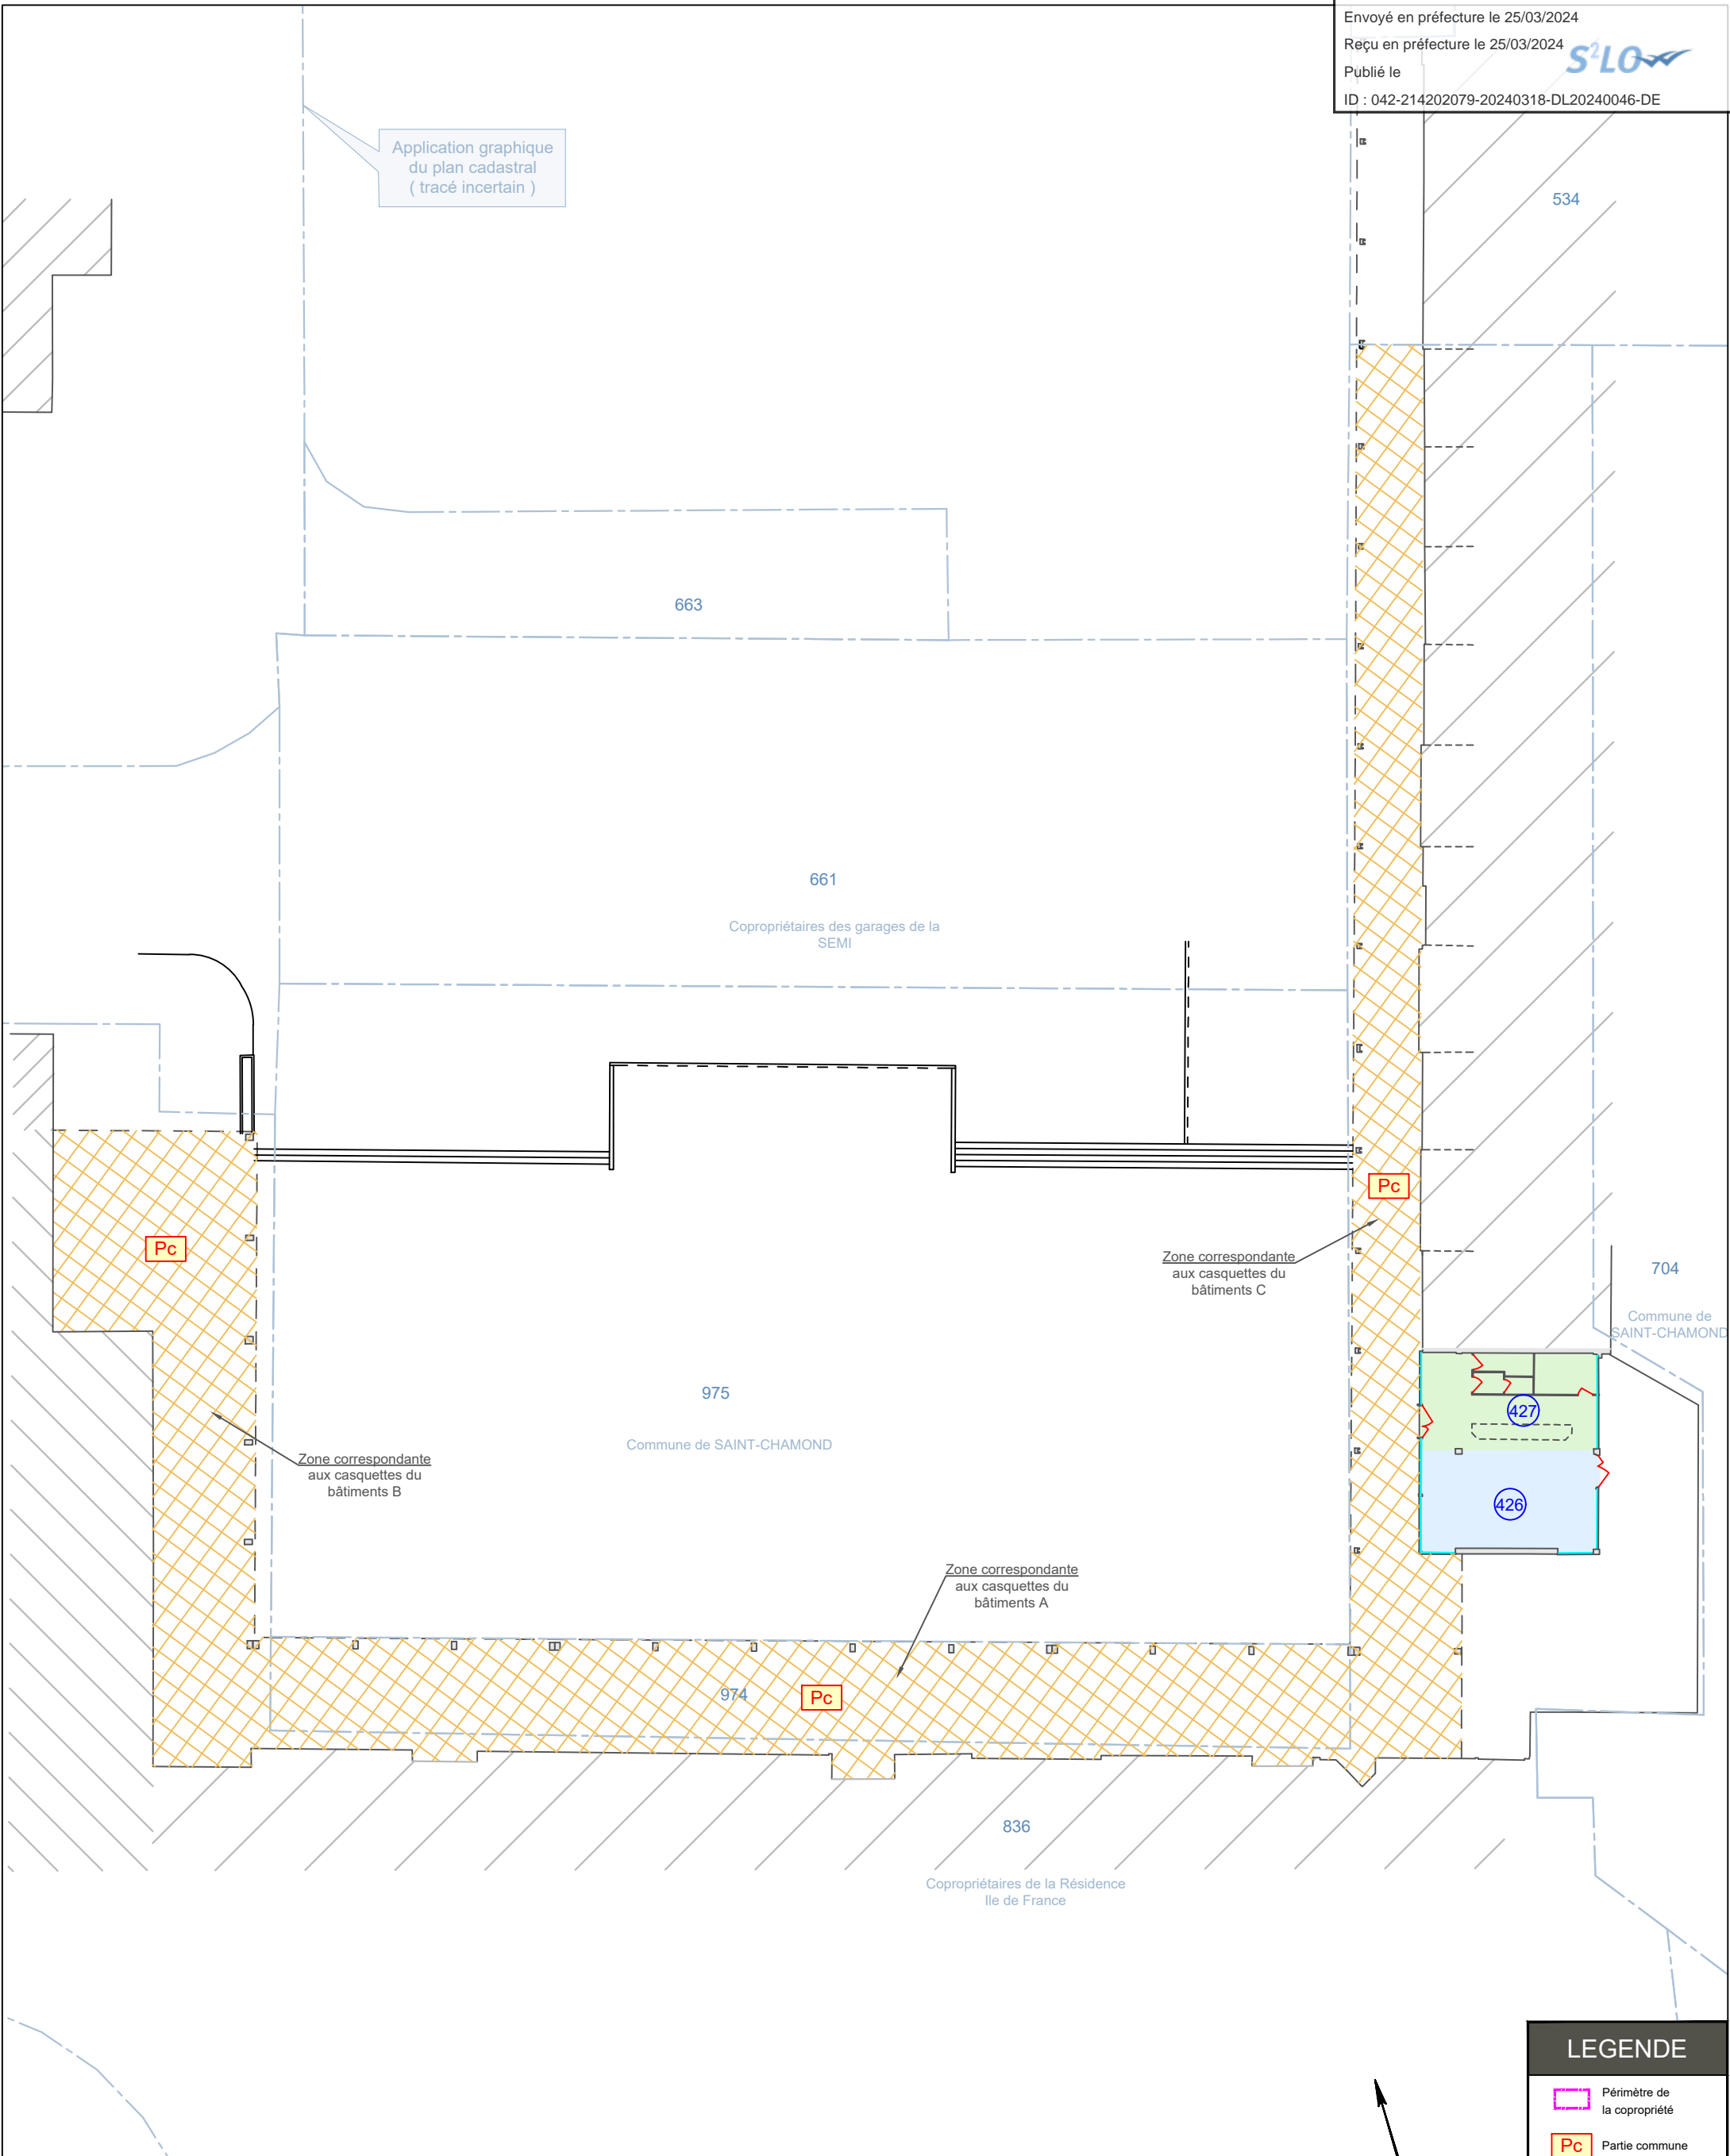 Envoyé en préfecture le 25/03/2024
Reçu en préfecture le 25/03/2024
S²LO
Publié le
ID : 042-214202079-20240318-DL20240046-DE
Application graphique
du plan cadastral
( tracé incertain )
534
663
661
Copropriétaires des garages de la
SEMI
Pc
Pc
Zone correspondante
aux casquettes du
bâtiments C
704
Commune de
SAINT-CHAMOND
975
Commune de SAINT-CHAMOND
427
Zone correspondante
aux casquettes du
bâtiments B
426
Zone correspondante
aux casquettes du
bâtiments A
974
Pc
836
Copropriétaires de la Résidence
Ile de France
LEGENDE
Périmètre de
la copropriété
Pc
Partie commune